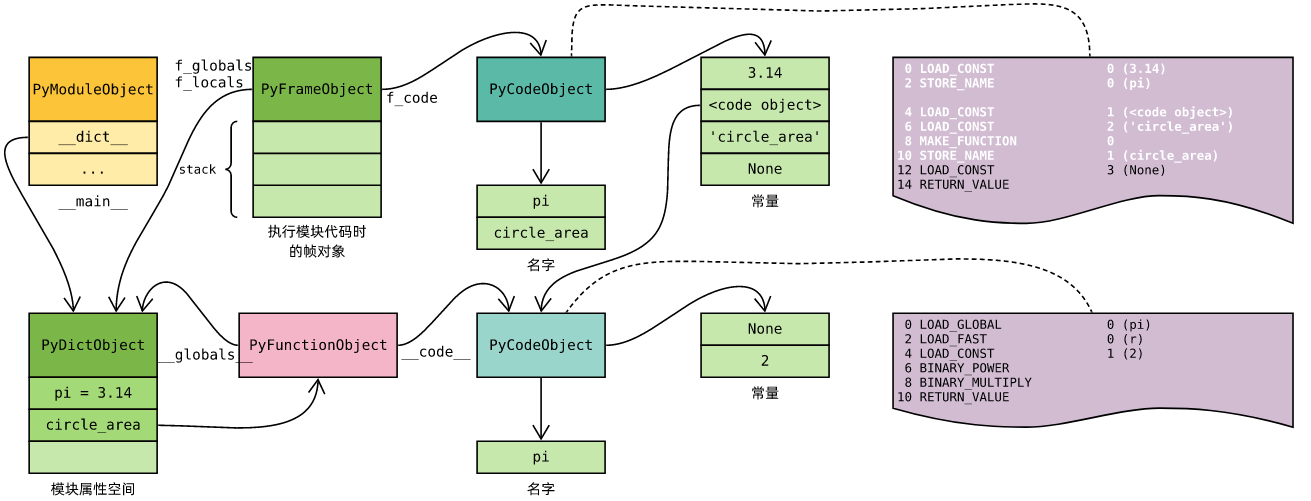 f_globals
f_locals
PyModuleObject
__dict__
...
__main__
PyFrameObject
f_code
stack
执行模块代码时
的帧对象
PyCodeObject
pi
circle_area
名字
3.14
<code object>
'circle_area'
None
常量
0 LOAD_CONST 0 (3.14)
2 STORE_NAME 0 (pi)
4 LOAD_CONST 1 (<code object>)
6 LOAD_CONST 2 ('circle_area')
8 MAKE_FUNCTION 0
10 STORE_NAME 1 (circle_area)
12 LOAD_CONST 3 (None)
14 RETURN_VALUE
PyDictObject
pi = 3.14
circle_area
模块属性空间
__globals__
PyFunctionObject
__code__
PyCodeObject
pi
名字
None
2
常量
0 LOAD_GLOBAL 0 (pi)
2 LOAD_FAST 0 (r)
4 LOAD_CONST 1 (2)
6 BINARY_POWER
8 BINARY_MULTIPLY
10 RETURN_VALUE